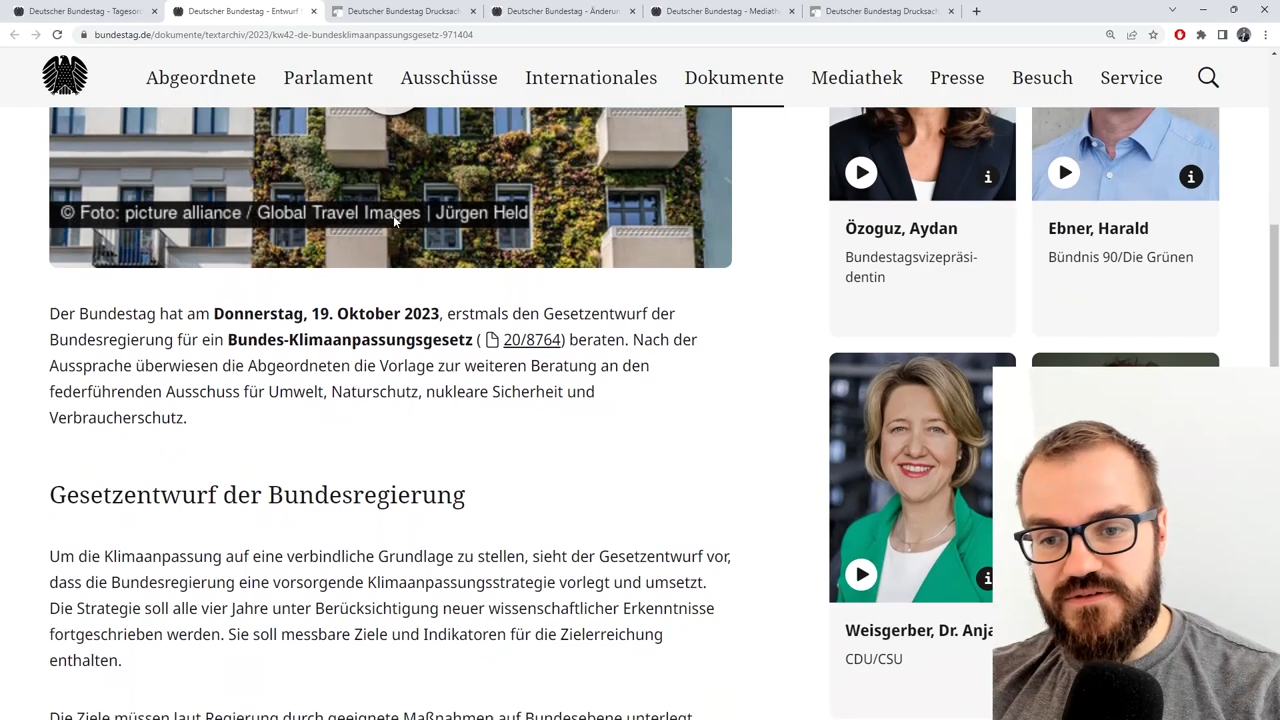 Deutscher Bundestag - Tagesord
Deutscher Bundestag - Entwurf
Deutscher Bundestag Drucksach
Deutscher Bundestag - Änderun
Deutscher Bundestag - Mediath
Deutscher Bundestag Drucksach
bundestag.de/dokumente/textarchiv/2023/kw42-de-bundesklimaanpassungsgesetz-971404
Abgeordnete Parlament Ausschüsse Internationales Dokumente Mediathek Presse Besuch Service
© Foto: picture alliance / Global Travel Images | Jürgen Held
Der Bundestag hat am Donnerstag, 19. Oktober 2023, erstmals den Gesetzentwurf der
Bundesregierung für ein Bundes-Klimaanpassungsgesetz ( 20/8764) beraten. Nach der
Aussprache überwiesen die Abgeordneten die Vorlage zur weiteren Beratung an den
federführenden Ausschuss für Umwelt, Naturschutz, nukleare Sicherheit und
Verbraucherschutz.
Gesetzentwurf der Bundesregierung
Um die Klimaanpassung auf eine verbindliche Grundlage zu stellen, sieht der Gesetzentwurf vor,
dass die Bundesregierung eine vorsorgende Klimaanpassungsstrategie vorlegt und umsetzt.
Die Strategie soll alle vier Jahre unter Berücksichtigung neuer wissenschaftlicher Erkenntnisse
fortgeschrieben werden. Sie soll messbare Ziele und Indikatoren für die Zielerreichung
enthalten.
Die Ziele müssen laut Regierung durch geeignete Maßnahmen auf Bundesebene unterlegt
Özoguz, Aydan
Bundestagsvizepräsi-
dentin
Ebner, Harald
Bündnis 90/Die Grünen
Weisgerber, Dr. Anja
CDU/CSU